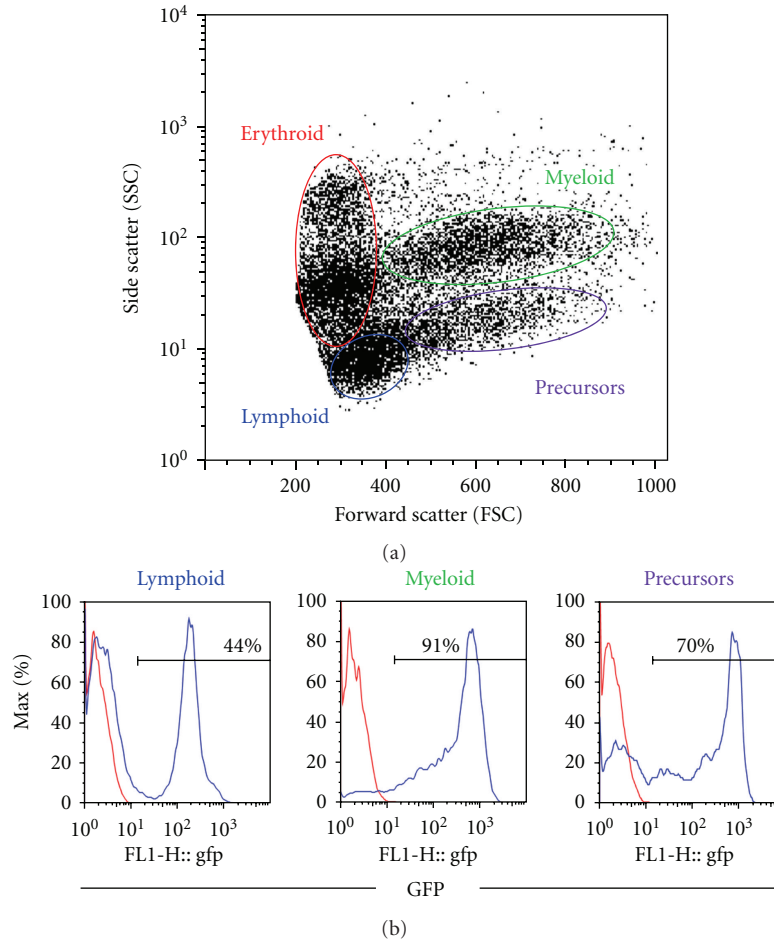 10^4
10^3
10^2
10^1
10^0
Side scatter (SSC)
Erythroid
Myeloid
Lymphoid
Precursors
200 400 600 800 1000
Forward scatter (FSC)
(a)
Lymphoid Myeloid Precursors
Max (%)
100
80
60
40
20
0
44%
10^0 10^1 10^2 10^3
FL1-H:: gfp
100
80
60
40
20
0
91%
10^0 10^1 10^2 10^3
FL1-H:: gfp
100
80
60
40
20
0
70%
10^0 10^1 10^2 10^3
FL1-H:: gfp
GFP
(b)